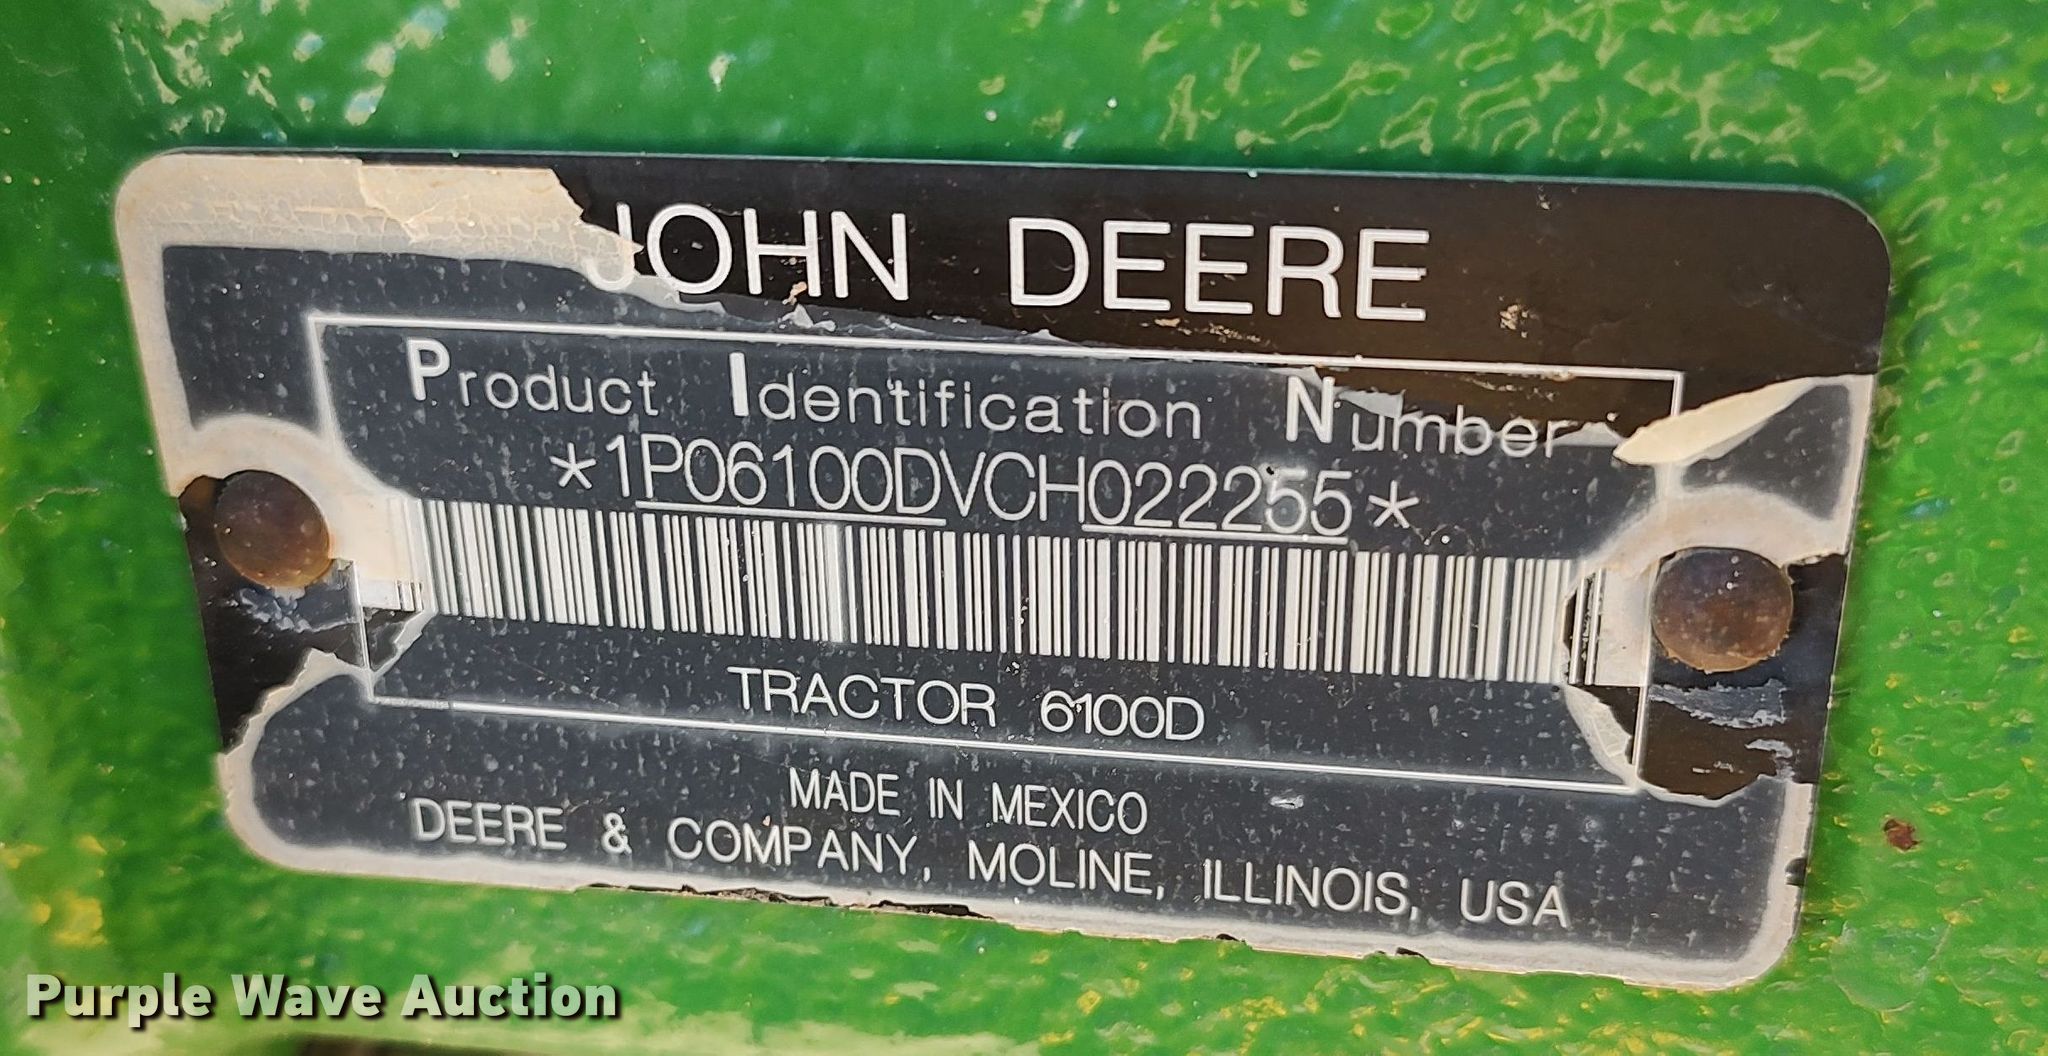 JOHN DEERE
Product Identification Number
*1P06100DVCH022255*
TRACTOR 6100D
MADE IN MEXICO
DEERE & COMPANY, MOLINE, ILLINOIS, USA
Purple Wave Auction